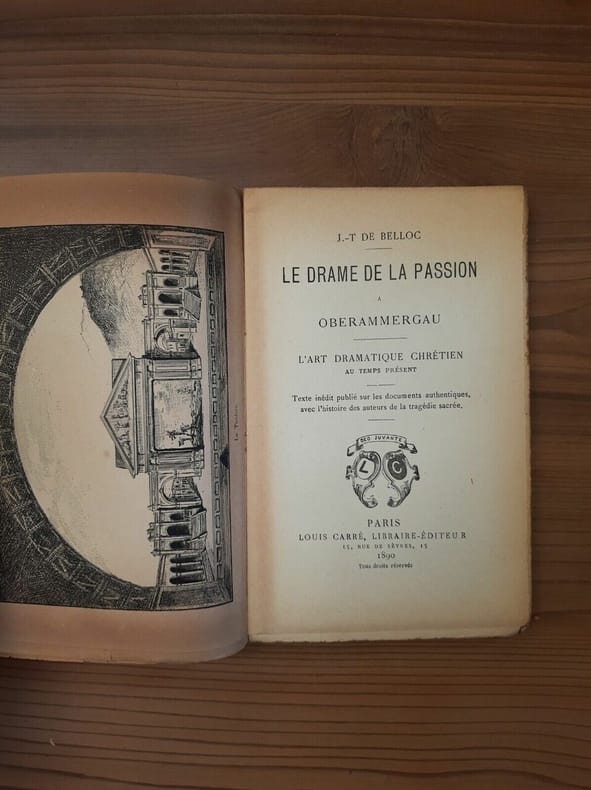 Le Théâtre
J.-T DE BELLOC
LE DRAME DE LA PASSION
A
OBERAMMERGAU
L'ART DRAMATIQUE CHRÉTIEN
AU TEMPS PRÉSENT
Texte inédit publié sur les documents authentiques,
avec l'histoire des auteurs de la tragédie sacrée.
DEO JUVANTE
L C
PARIS
LOUIS CARRÉ, LIBRAIRE-ÉDITEUR
15, RUE DE SÈVRES, 15
1890
Tous droits réservés